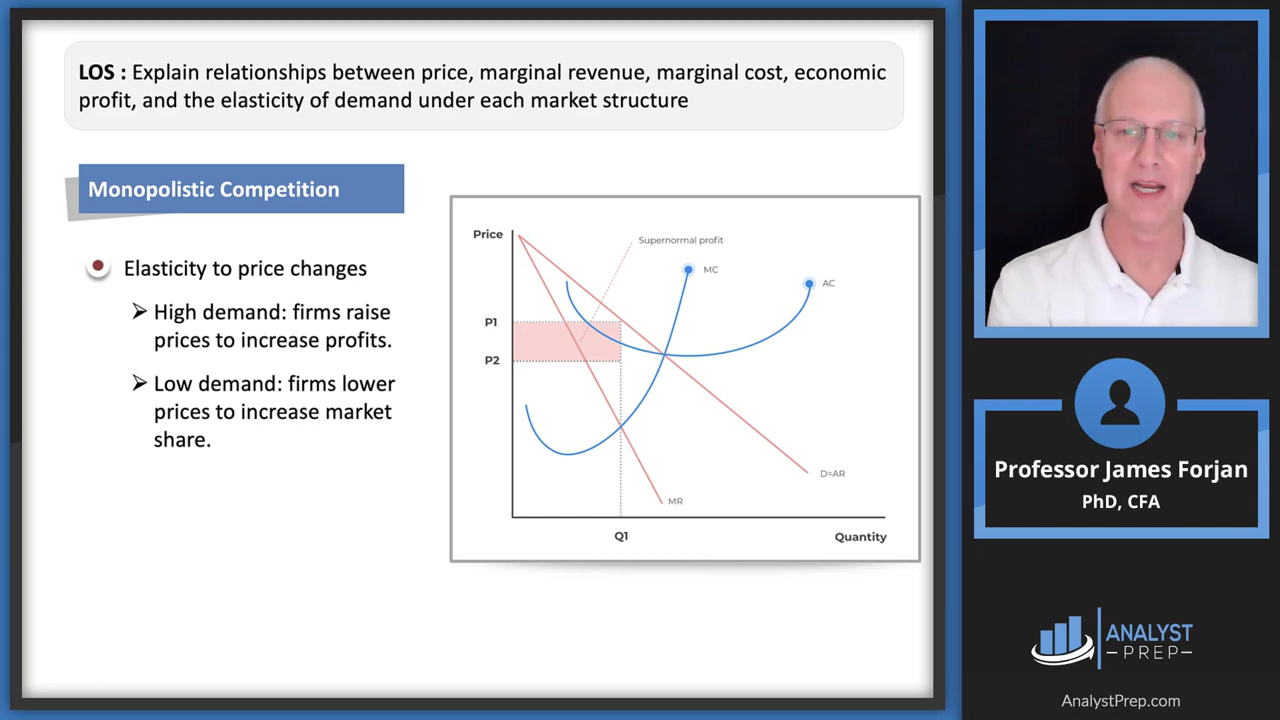 LOS : Explain relationships between price, marginal revenue, marginal cost, economic
profit, and the elasticity of demand under each market structure
Monopolistic Competition
Elasticity to price changes
High demand: firms raise
prices to increase profits.
Low demand: firms lower
prices to increase market
share.
Price
Supernormal profit
MC
AC
P1
P2
D=AR
MR
Q1
Quantity
Professor James Forjan
PhD, CFA
ANALYST
PREP
AnalystPrep.com